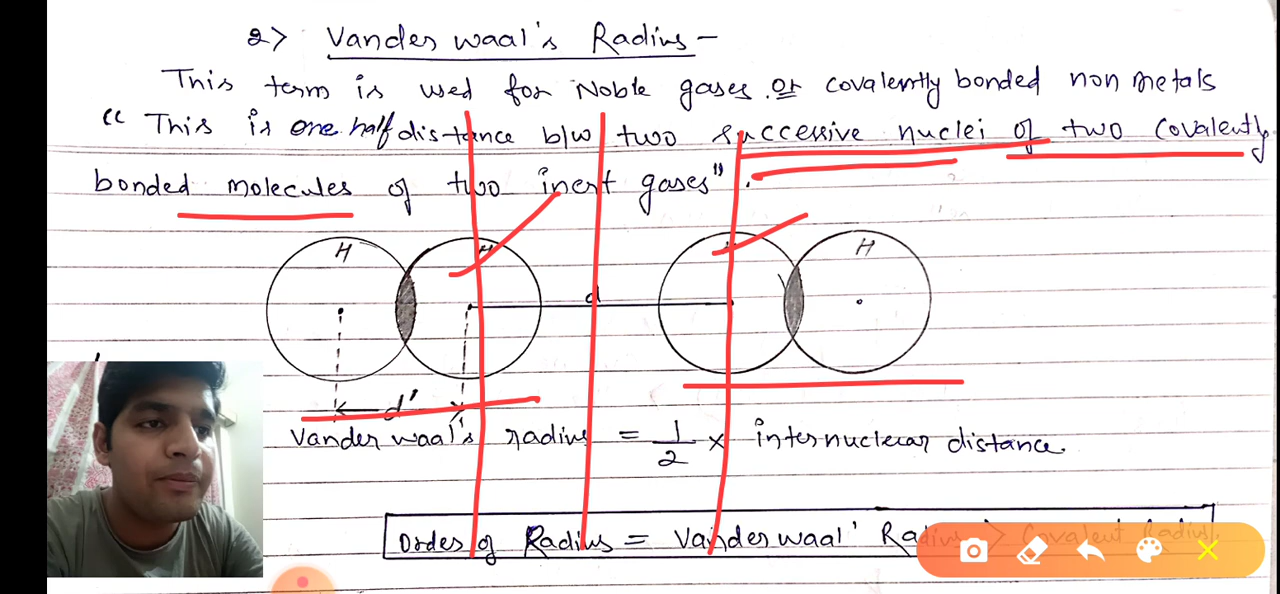 2> Vander waal's Radius -
This term is used for Noble gases or covalently bonded non metals
“ This is one half distance b/w two successive nuclei of two covalently
bonded molecules of two inert gases”.
H H H
d
d'
Vander waal's radius = 1/2 × internuclear distance.
Order of Radius = Vanderwaal' Radius > Covalent Radius.